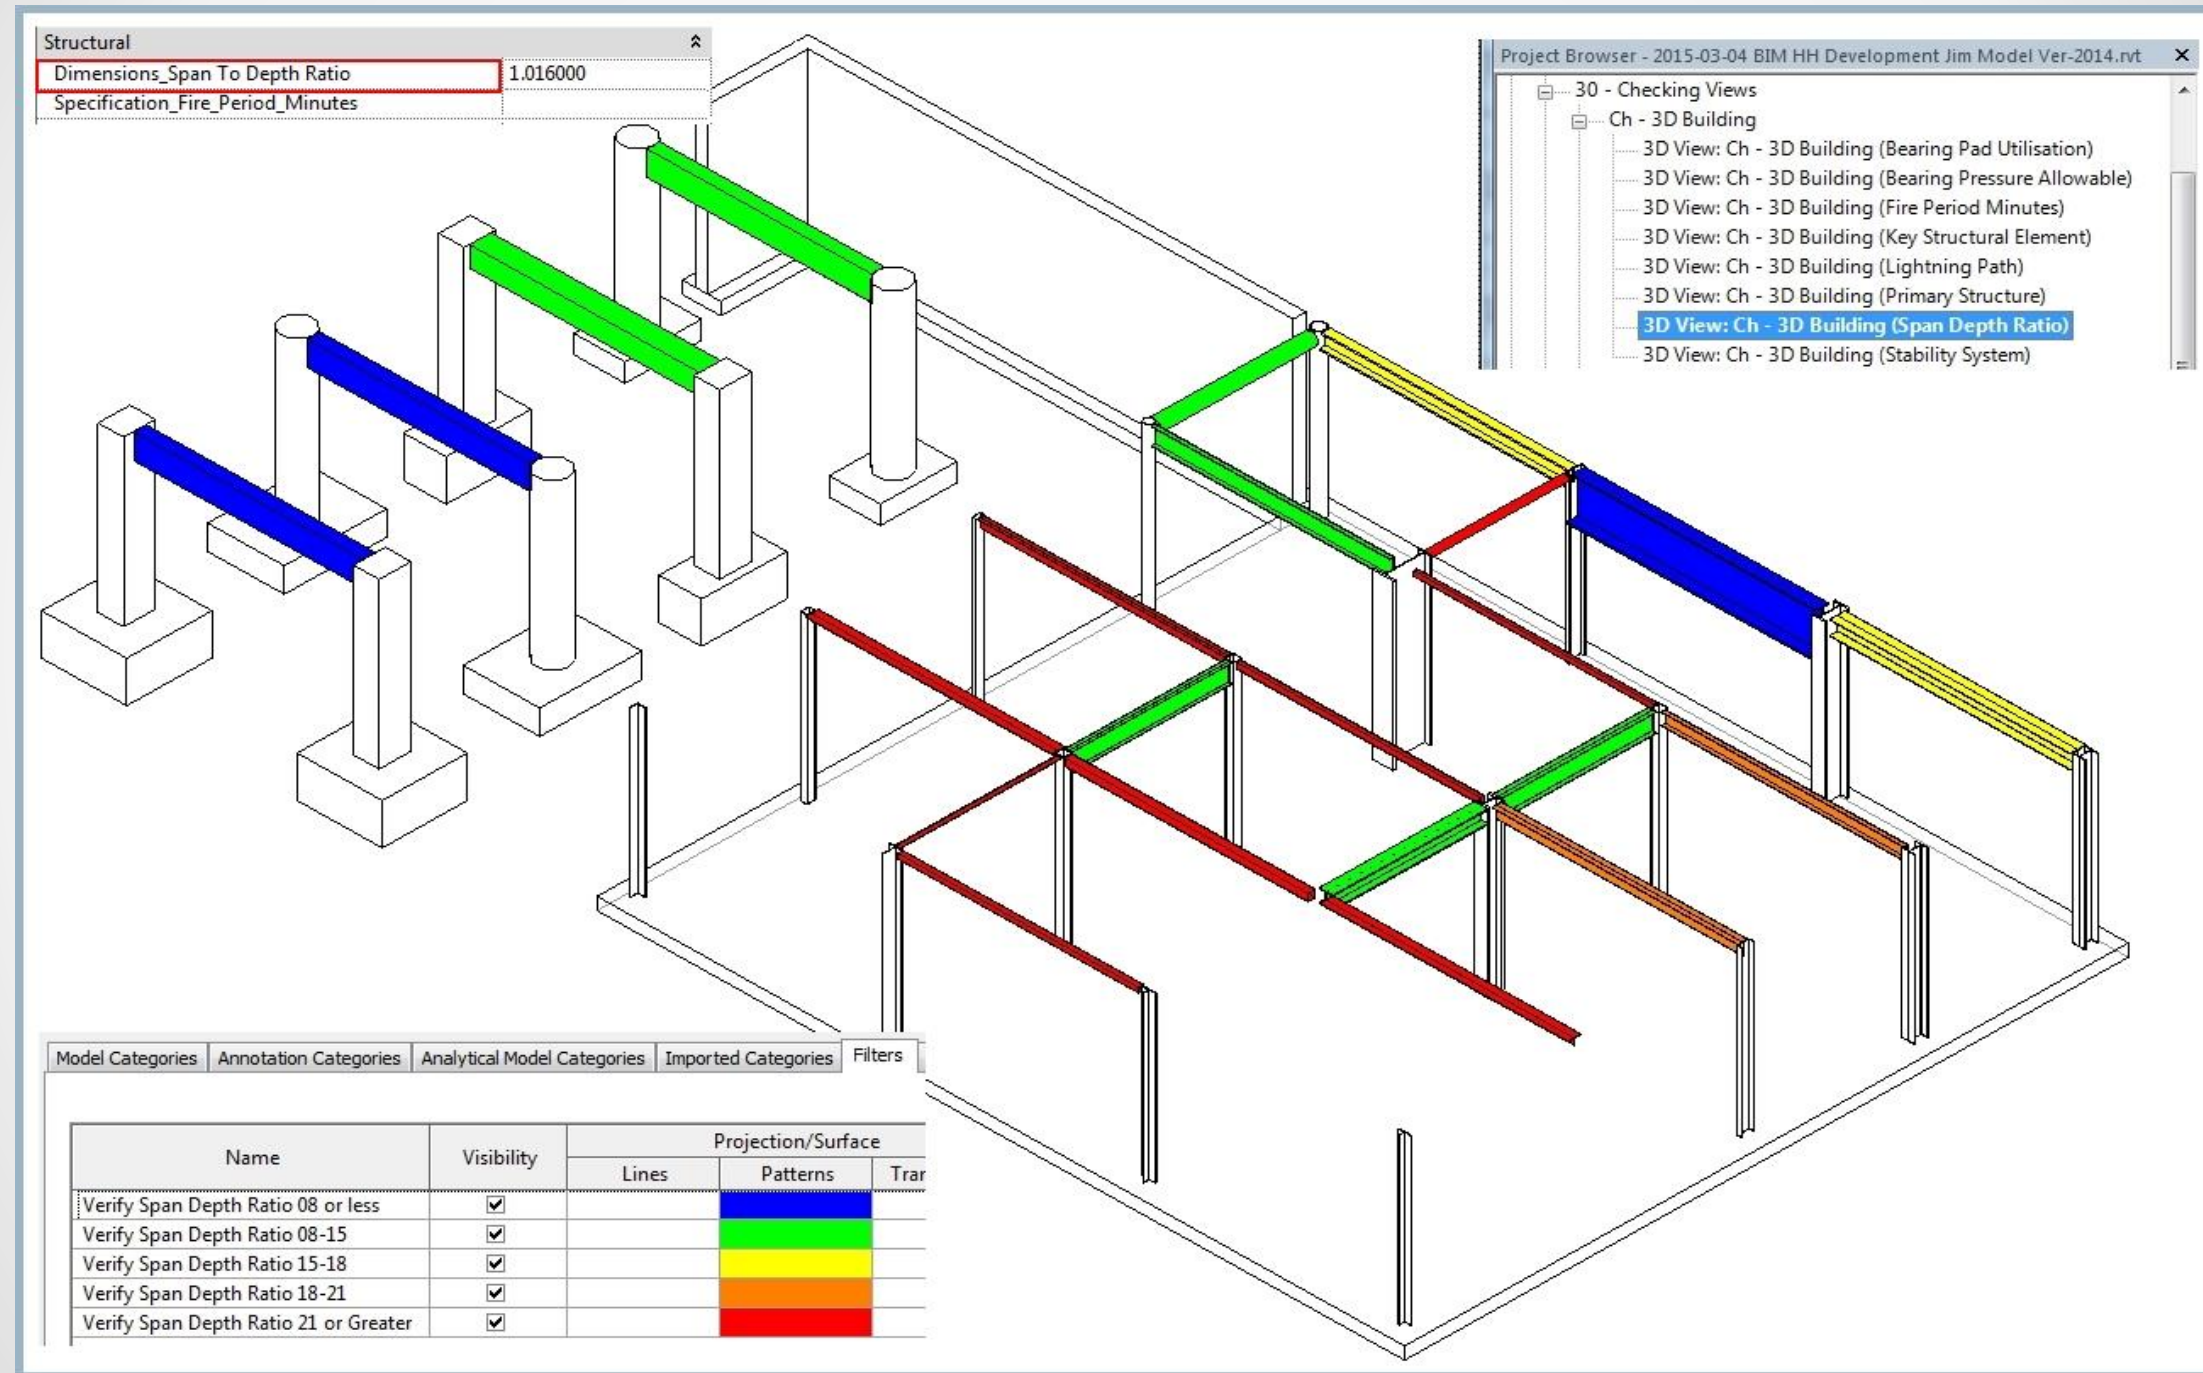 Structural
Dimensions_Span To Depth Ratio 1.016000
Specification_Fire_Period_Minutes
Project Browser - 2015-03-04 BIM HH Development Jim Model Ver-2014.rvt
30 - Checking Views
Ch - 3D Building
3D View: Ch - 3D Building (Bearing Pad Utilisation)
3D View: Ch - 3D Building (Bearing Pressure Allowable)
3D View: Ch - 3D Building (Fire Period Minutes)
3D View: Ch - 3D Building (Key Structural Element)
3D View: Ch - 3D Building (Lightning Path)
3D View: Ch - 3D Building (Primary Structure)
3D View: Ch - 3D Building (Span Depth Ratio)
3D View: Ch - 3D Building (Stability System)
Model Categories Annotation Categories Analytical Model Categories Imported Categories Filters
Name Visibility Projection/Surface
Lines Patterns Trar
Verify Span Depth Ratio 08 or less
Verify Span Depth Ratio 08-15
Verify Span Depth Ratio 15-18
Verify Span Depth Ratio 18-21
Verify Span Depth Ratio 21 or Greater